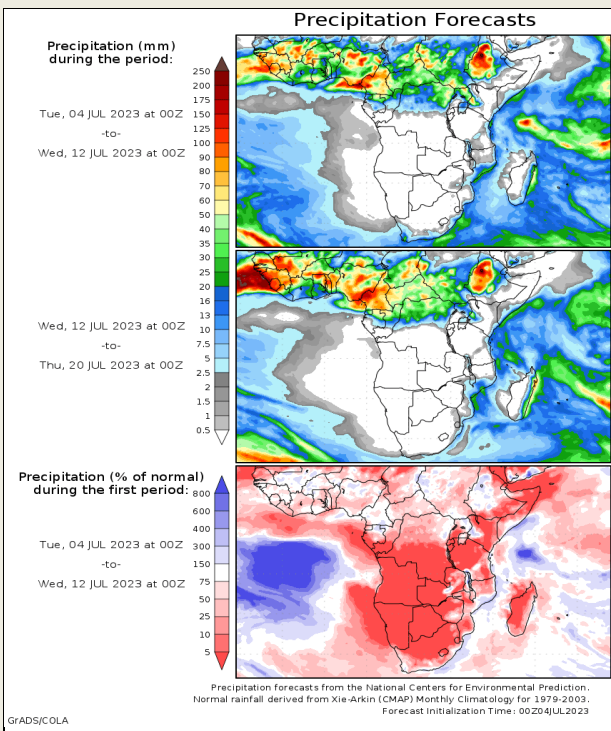 Precipitation Forecasts
Precipitation (mm)
during the period:
Tue, 04 JUL 2023 at 00Z
-to-
Wed, 12 JUL 2023 at 00Z
250
200
175
150
125
100
90
80
70
60
50
40
35
30
25
20
16
13
10
7.5
5
2.5
2
1.5
1
0.5
Wed, 12 JUL 2023 at 00Z
-to-
Thu, 20 JUL 2023 at 00Z
Precipitation (% of normal)
during the first period:
Tue, 04 JUL 2023 at 00Z
-to-
Wed, 12 JUL 2023 at 00Z
800
600
400
300
150
75
50
25
10
5
Precipitation forecasts from the National Centers for Environmental Prediction.
Normal rainfall derived from Xie-Arkin (CMAP) Monthly Climatology for 1979-2003.
Forecast Initialization Time: 00Z04JUL2023
GrADS/COLA